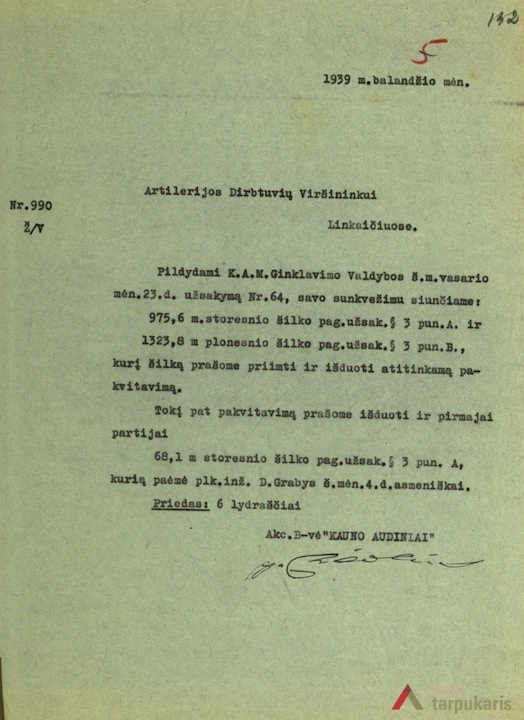 132
5
1939 m.balandžio mėn.
Artilerijos Dirbtuvių Viršininkui
Nr.990
Ž/V
Linkaičiuose.
Pildydami K.A.M.Ginklavimo Valdybos š.m.vasario
mėn.23.d. užsakymą Nr.64, savo sunkvežimu siunčiame:
975,6 m.storesnio šilko pag.užsak.§ 3 pun.A. ir
1323,8 m plonesnio šilko pag.užsak.§ 3 pun.B.,
kurį šilką prašome priimti ir išduoti atitinkamą pa-
kvitavimą.
Tokį pat pakvitavimą prašome išduoti ir pirmajai
partijai
68,1 m storesnio šilko pag.užsak.§ 3 pun. A,
kurią paėmė plk.inž. D.Grabys š.mėn.4.d.asmeniškai.
Priedas: 6 lydraščiai
Akc.B-vė "KAUNO AUDINIAI"
tarpukaris